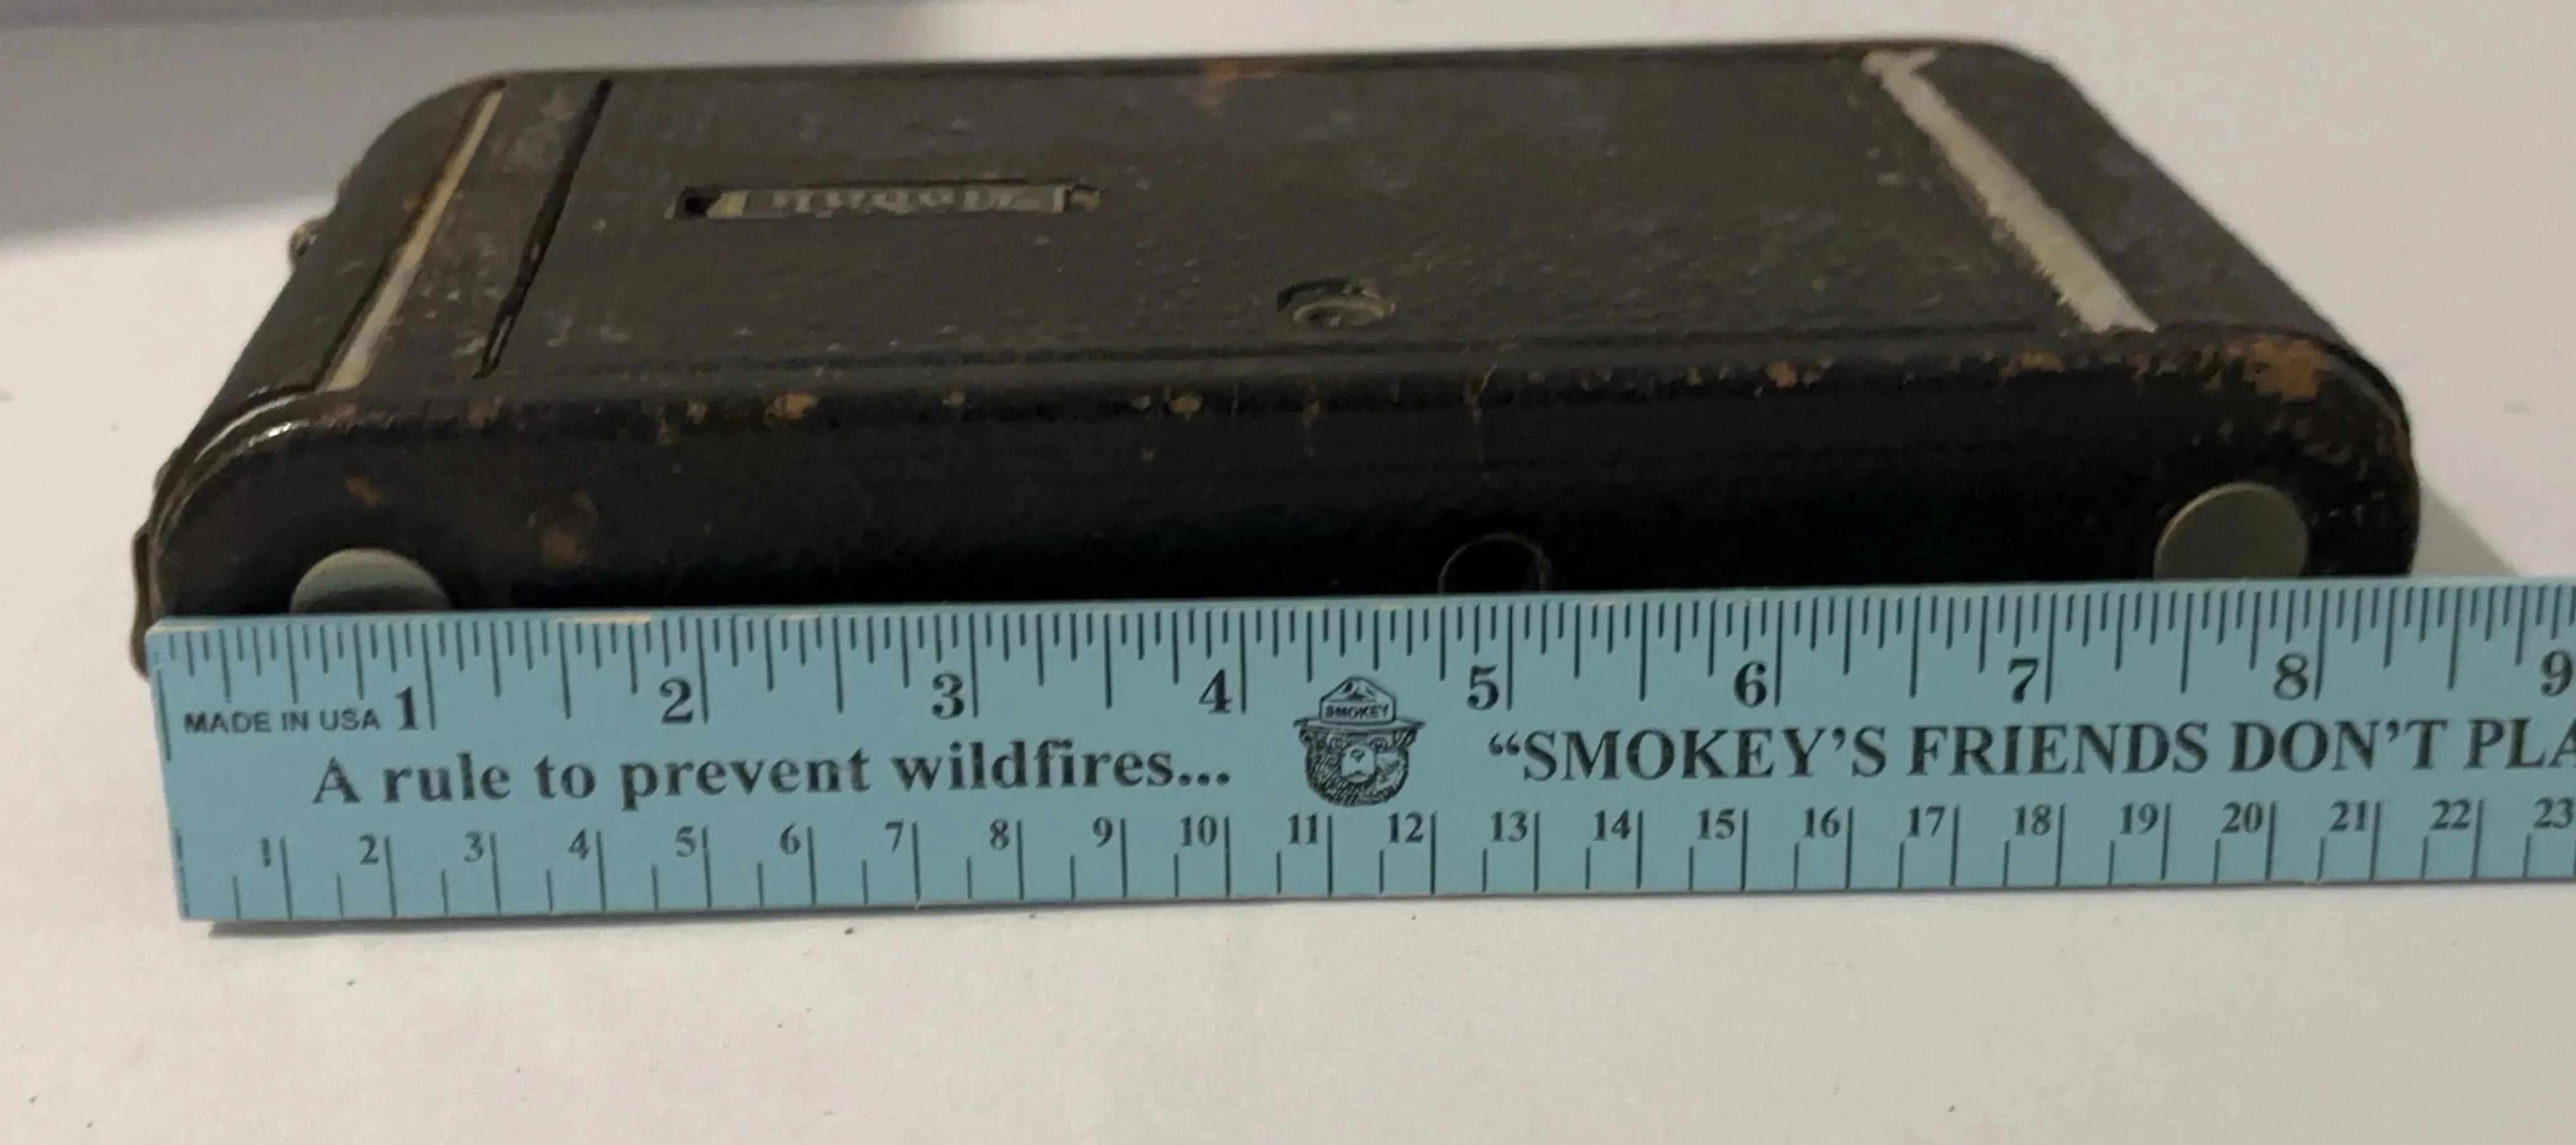 1 2 3 4 5 6 7 8 9
MADE IN USA
SMOKEY
A rule to prevent wildfires... "SMOKEY'S FRIENDS DON'T PLA
1 2 3 4 5 6 7 8 9 10 11 12 13 14 15 16 17 18 19 20 21 22 23